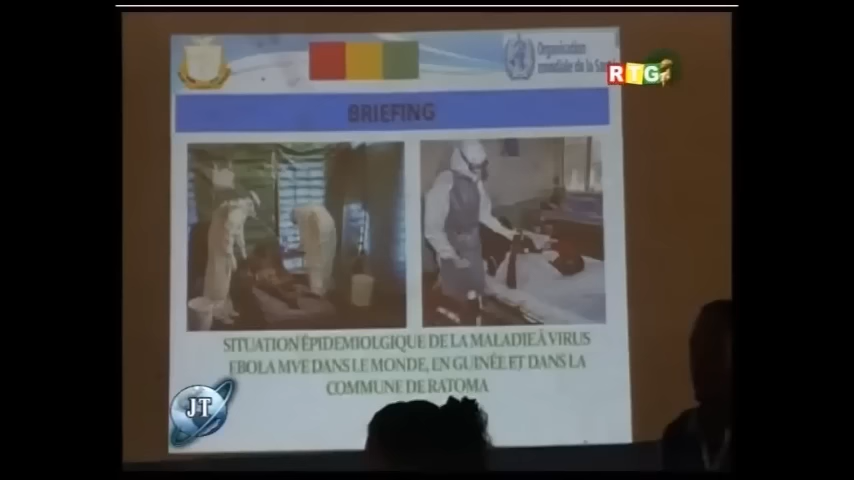 Organisation
mondiale de la Santé
RTG
BRIEFING
SITUATION ÉPIDEMIOLGIQUE DE LA MALADIE À VIRUS
EBOLA MVE DANS LE MONDE, EN GUINÉE ET DANS LA
COMMUNE DE RATOMA
JT